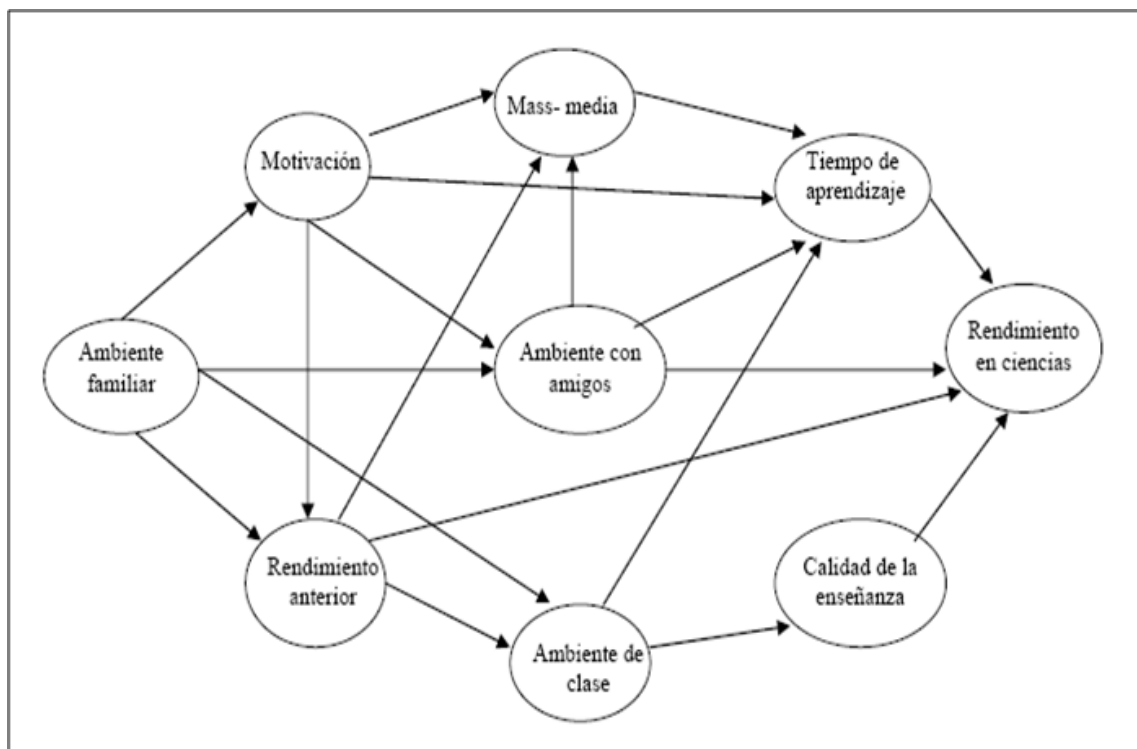 Mass- media
Motivación
Tiempo de
aprendizaje
Ambiente
familiar
Ambiente con
amigos
Rendimiento
en ciencias
Rendimiento
anterior
Calidad de la
enseñanza
Ambiente de
clase